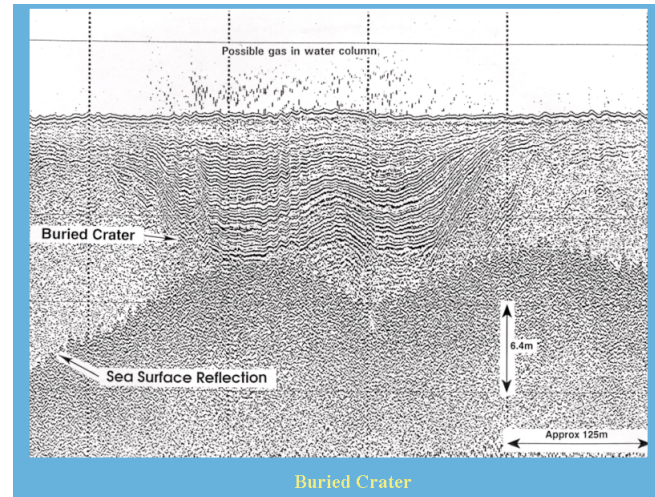 Possible gas in water column
Buried Crater
6.4m
Sea Surface Reflection
Approx 125m
Buried Crater